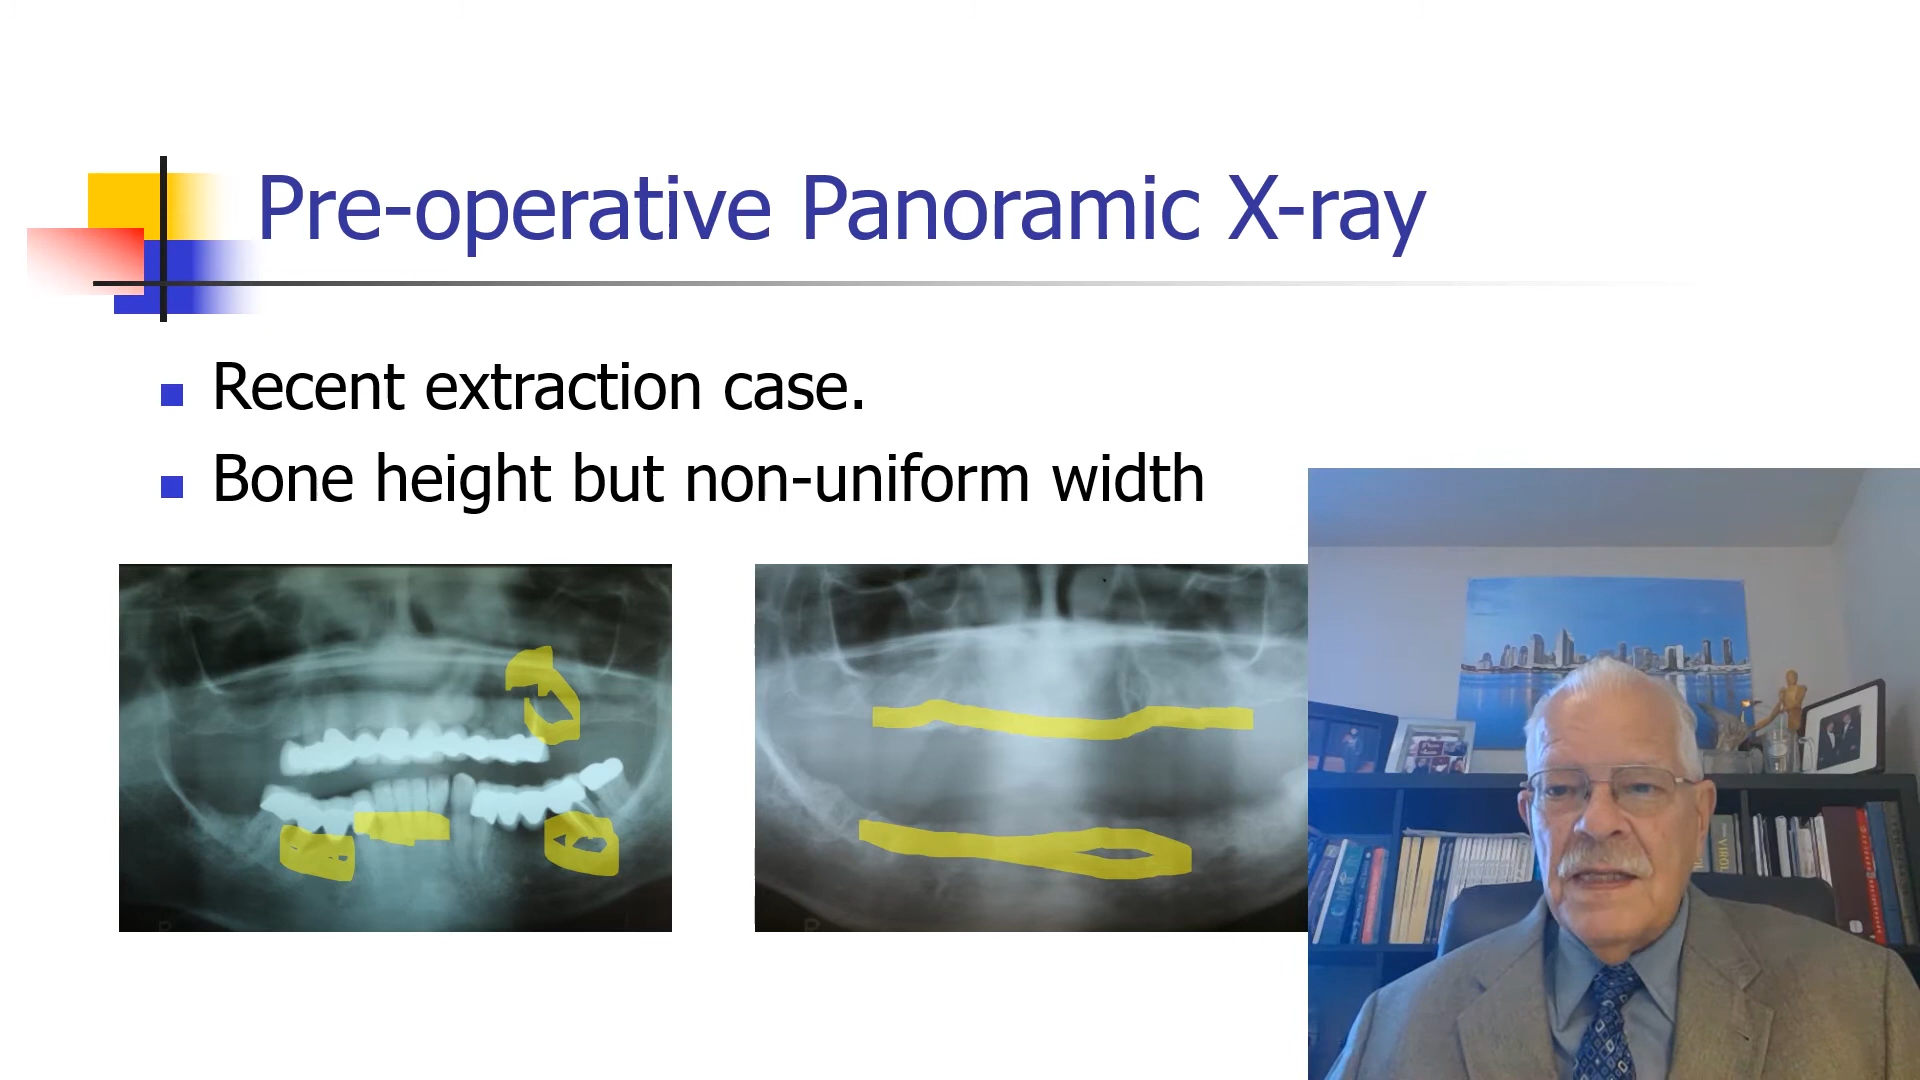 Pre-operative Panoramic X-ray
Recent extraction case.
Bone height but non-uniform width
R